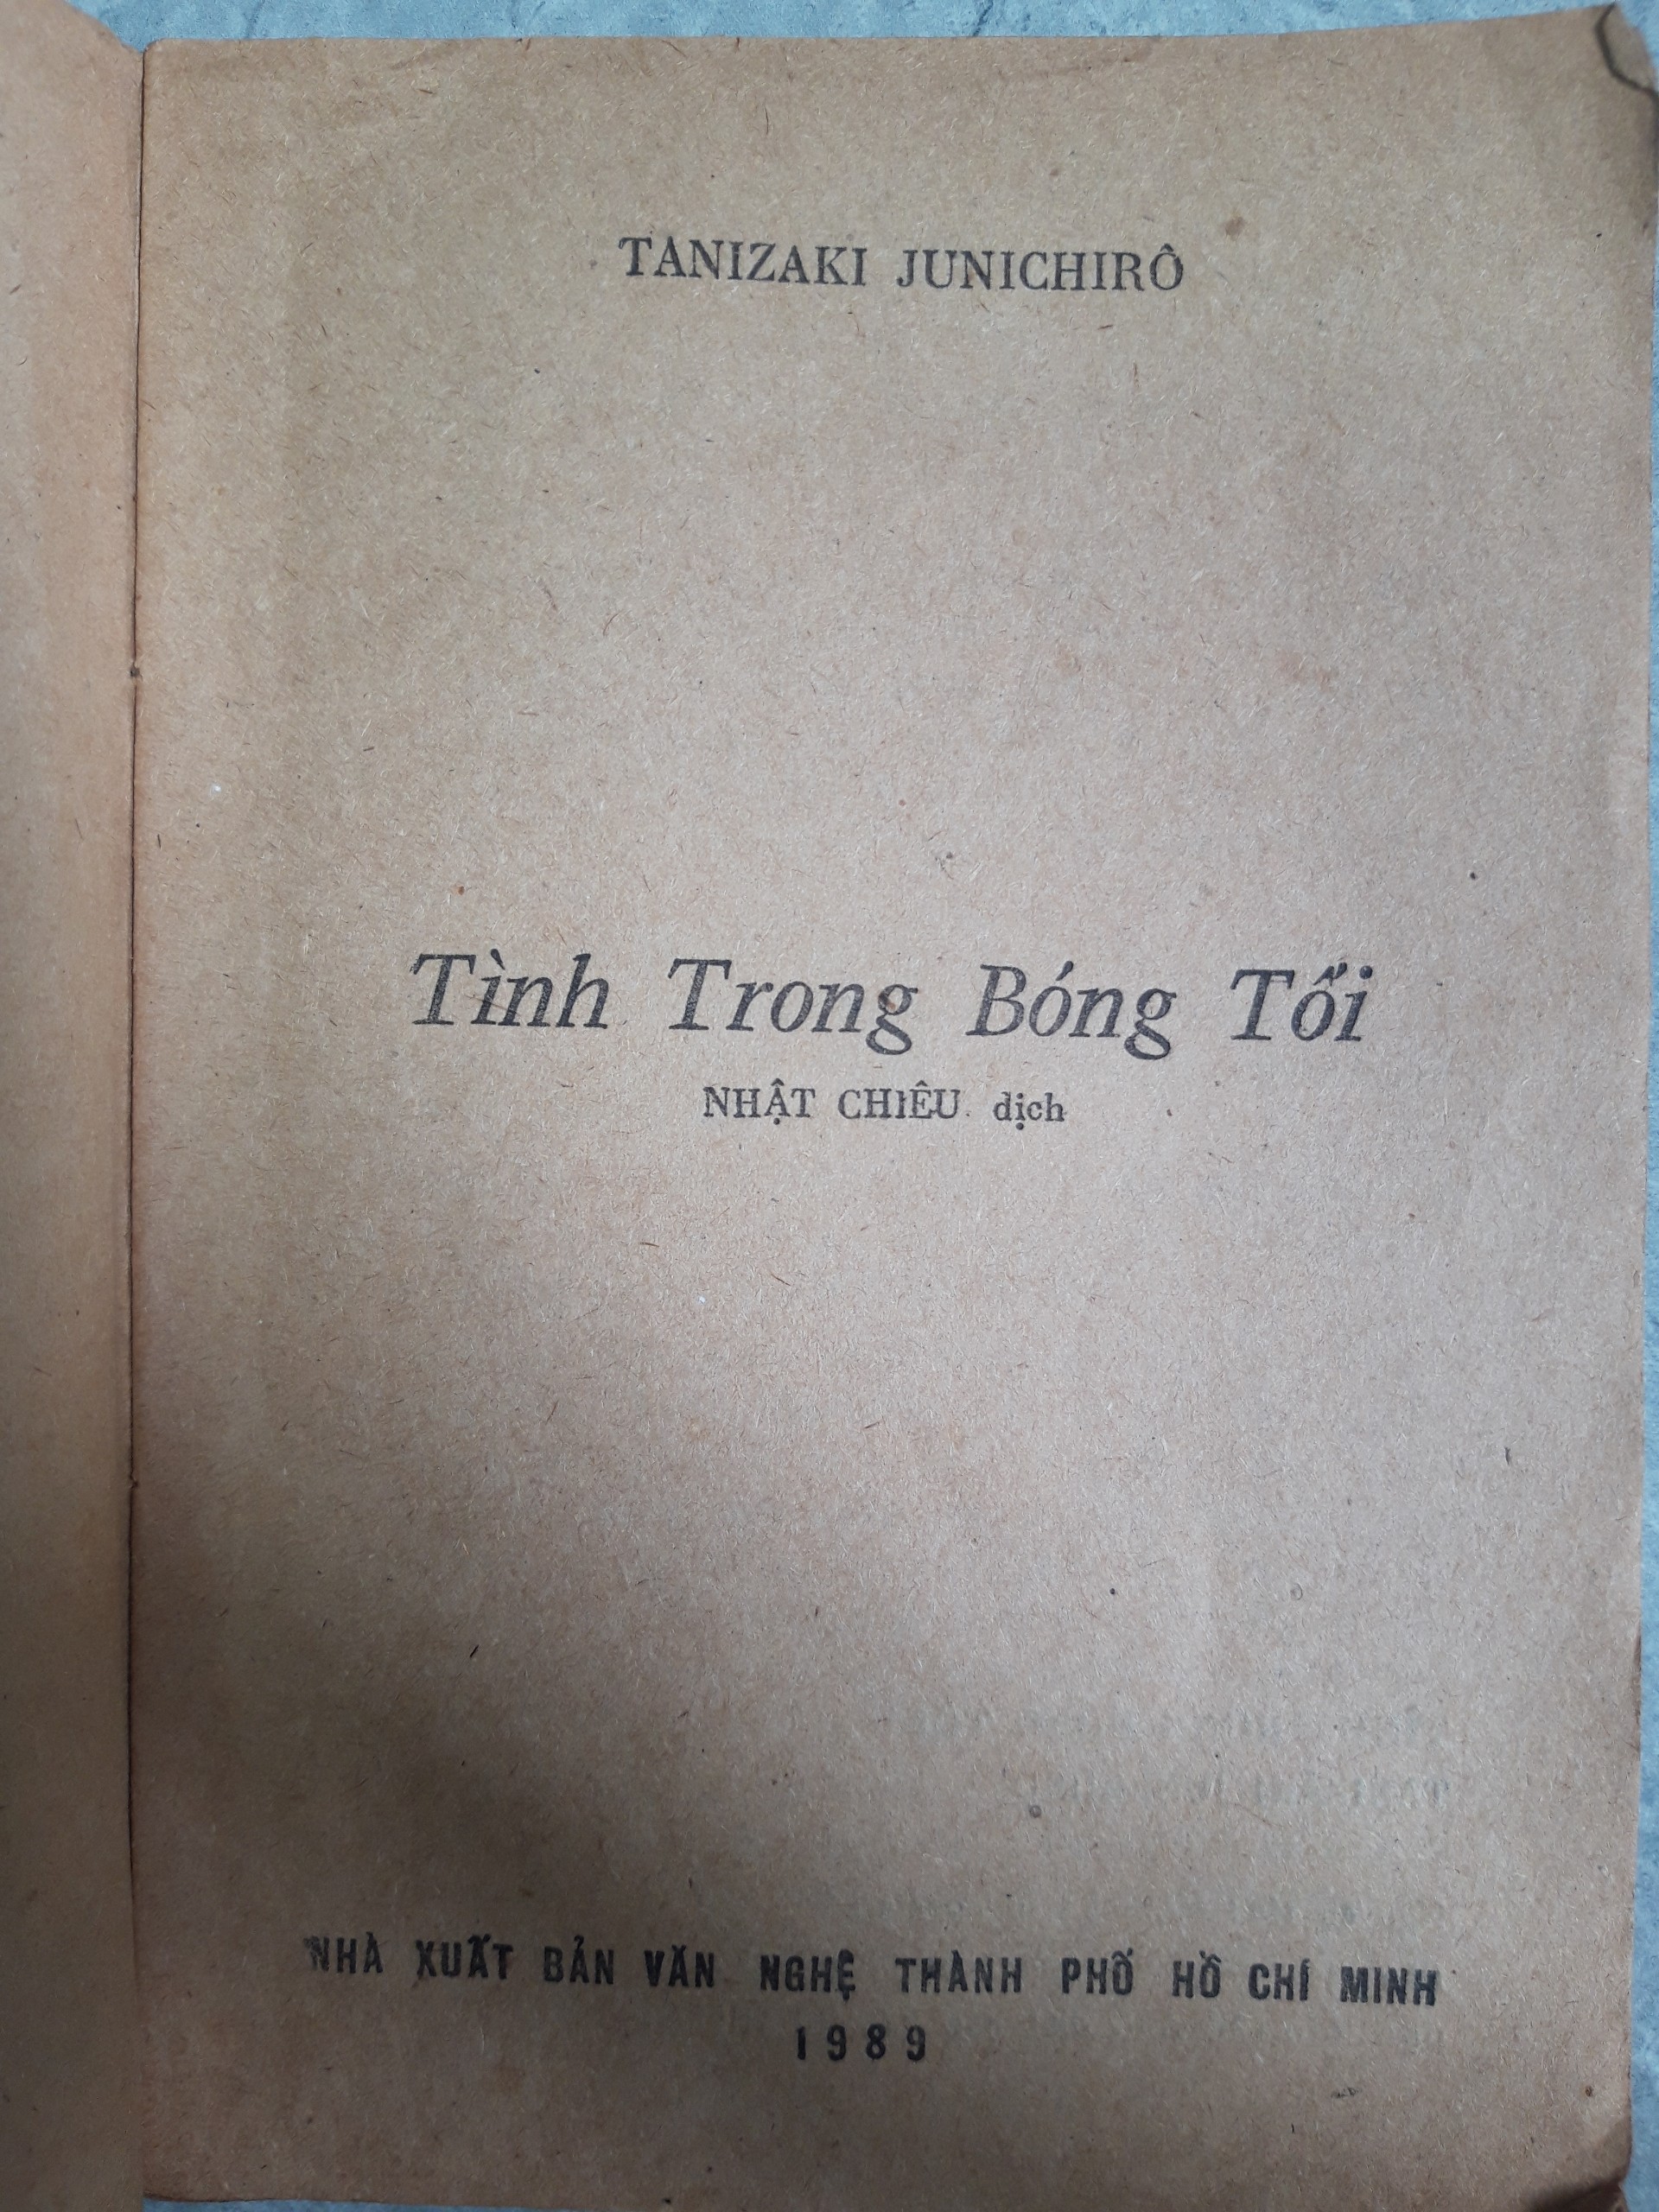 TANIZAKI JUNICHIRÔ
Tình Trong Bóng Tối
NHẬT CHIÊU dịch
NHÀ XUẤT BẢN VĂN NGHỆ THÀNH PHỐ HỒ CHÍ MINH
1989